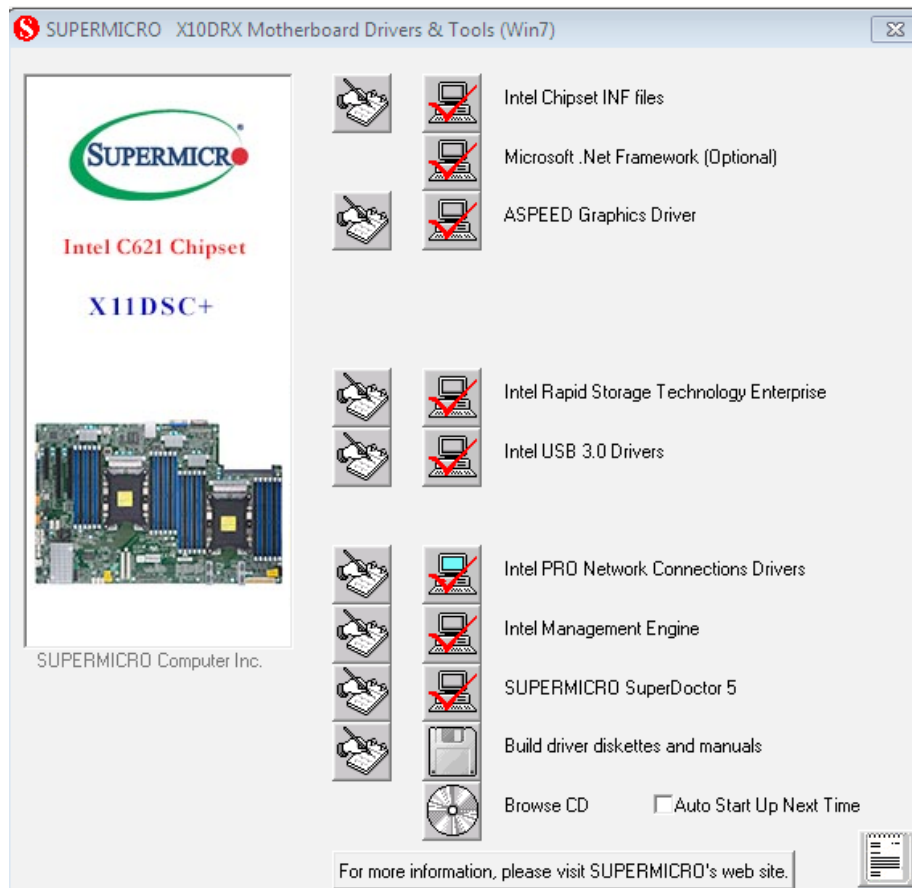 SUPERMICRO X10DRX Motherboard Drivers & Tools (Win7)
SUPERMICRO
Intel C621 Chipset
X11DSC+
SUPERMICRO Computer Inc.
Intel Chipset INF files
Microsoft .Net Framework (Optional)
ASPEED Graphics Driver
Intel Rapid Storage Technology Enterprise
Intel USB 3.0 Drivers
Intel PRO Network Connections Drivers
Intel Management Engine
SUPERMICRO SuperDoctor 5
Build driver diskettes and manuals
Browse CD
Auto Start Up Next Time
For more information, please visit SUPERMICRO's web site.